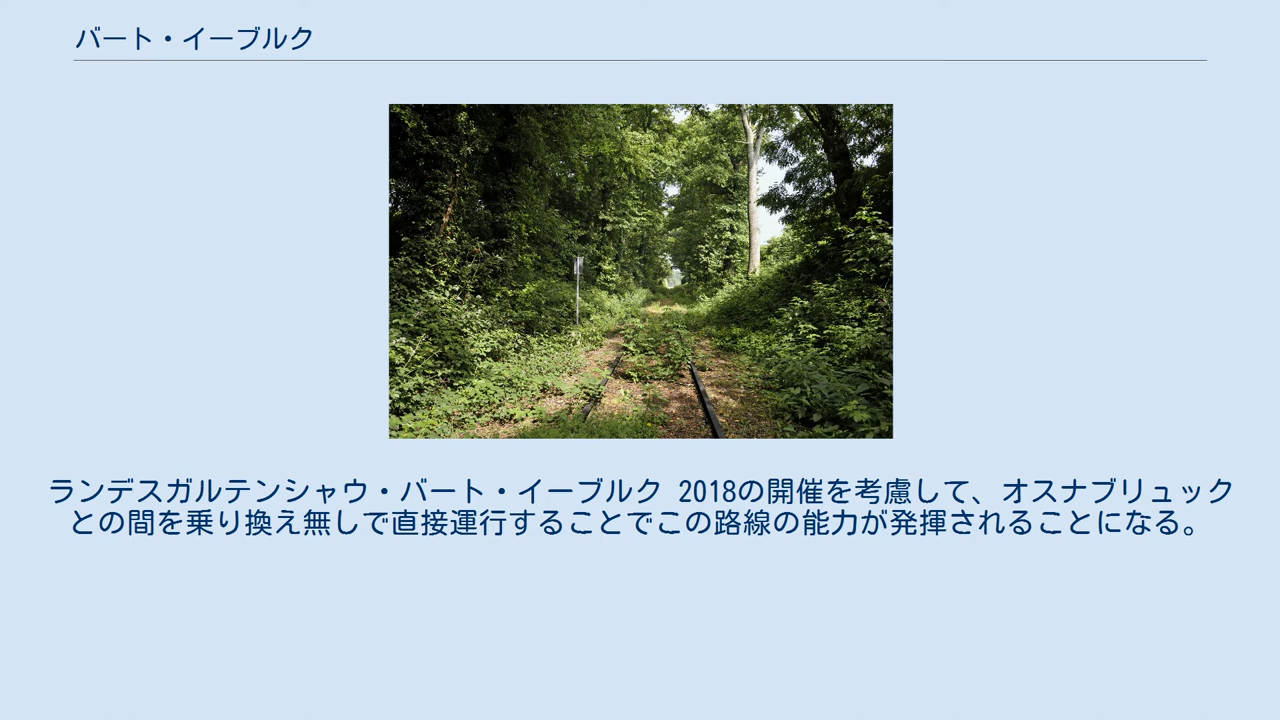 バート・イーブルク
ランデスガルテンシャウ・バート・イーブルク 2018の開催を考慮して、オスナブリュック
との間を乗り換え無しで直接運行することでこの路線の能力が発揮されることになる。